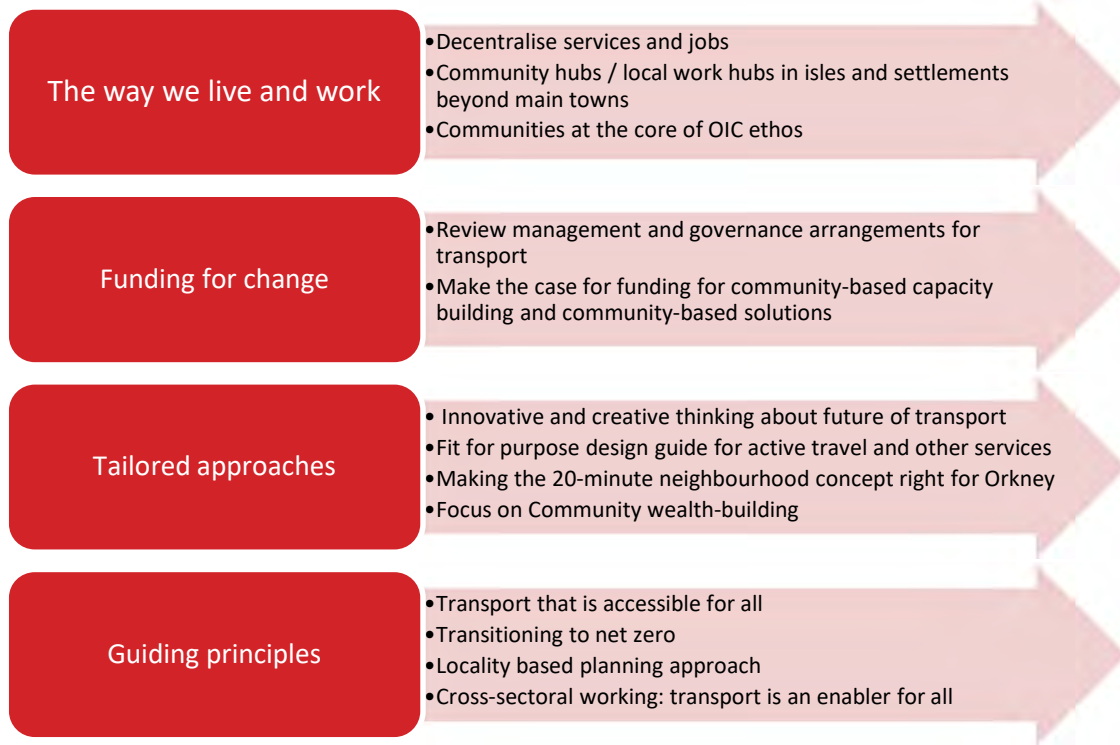 The way we live and work
•Decentralise services and jobs
•Community hubs / local work hubs in isles and settlements
beyond main towns
•Communities at the core of OIC ethos
Funding for change
•Review management and governance arrangements for
transport
•Make the case for funding for community-based capacity
building and community-based solutions
Tailored approaches
• Innovative and creative thinking about future of transport
•Fit for purpose design guide for active travel and other services
•Making the 20-minute neighbourhood concept right for Orkney
•Focus on Community wealth-building
Guiding principles
•Transport that is accessible for all
•Transitioning to net zero
•Locality based planning approach
•Cross-sectoral working: transport is an enabler for all